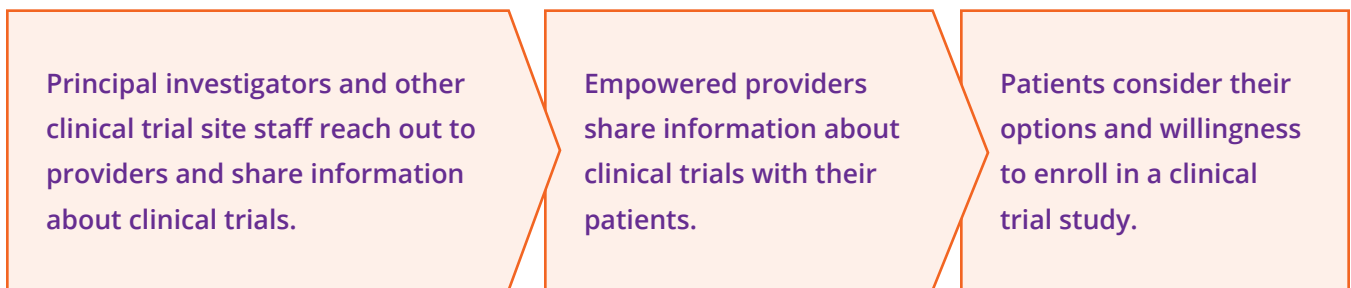 Principal investigators and other
clinical trial site staff reach out to
providers and share information
about clinical trials.
Empowered providers
share information about
clinical trials with their
patients.
Patients consider their
options and willingness
to enroll in a clinical
trial study.